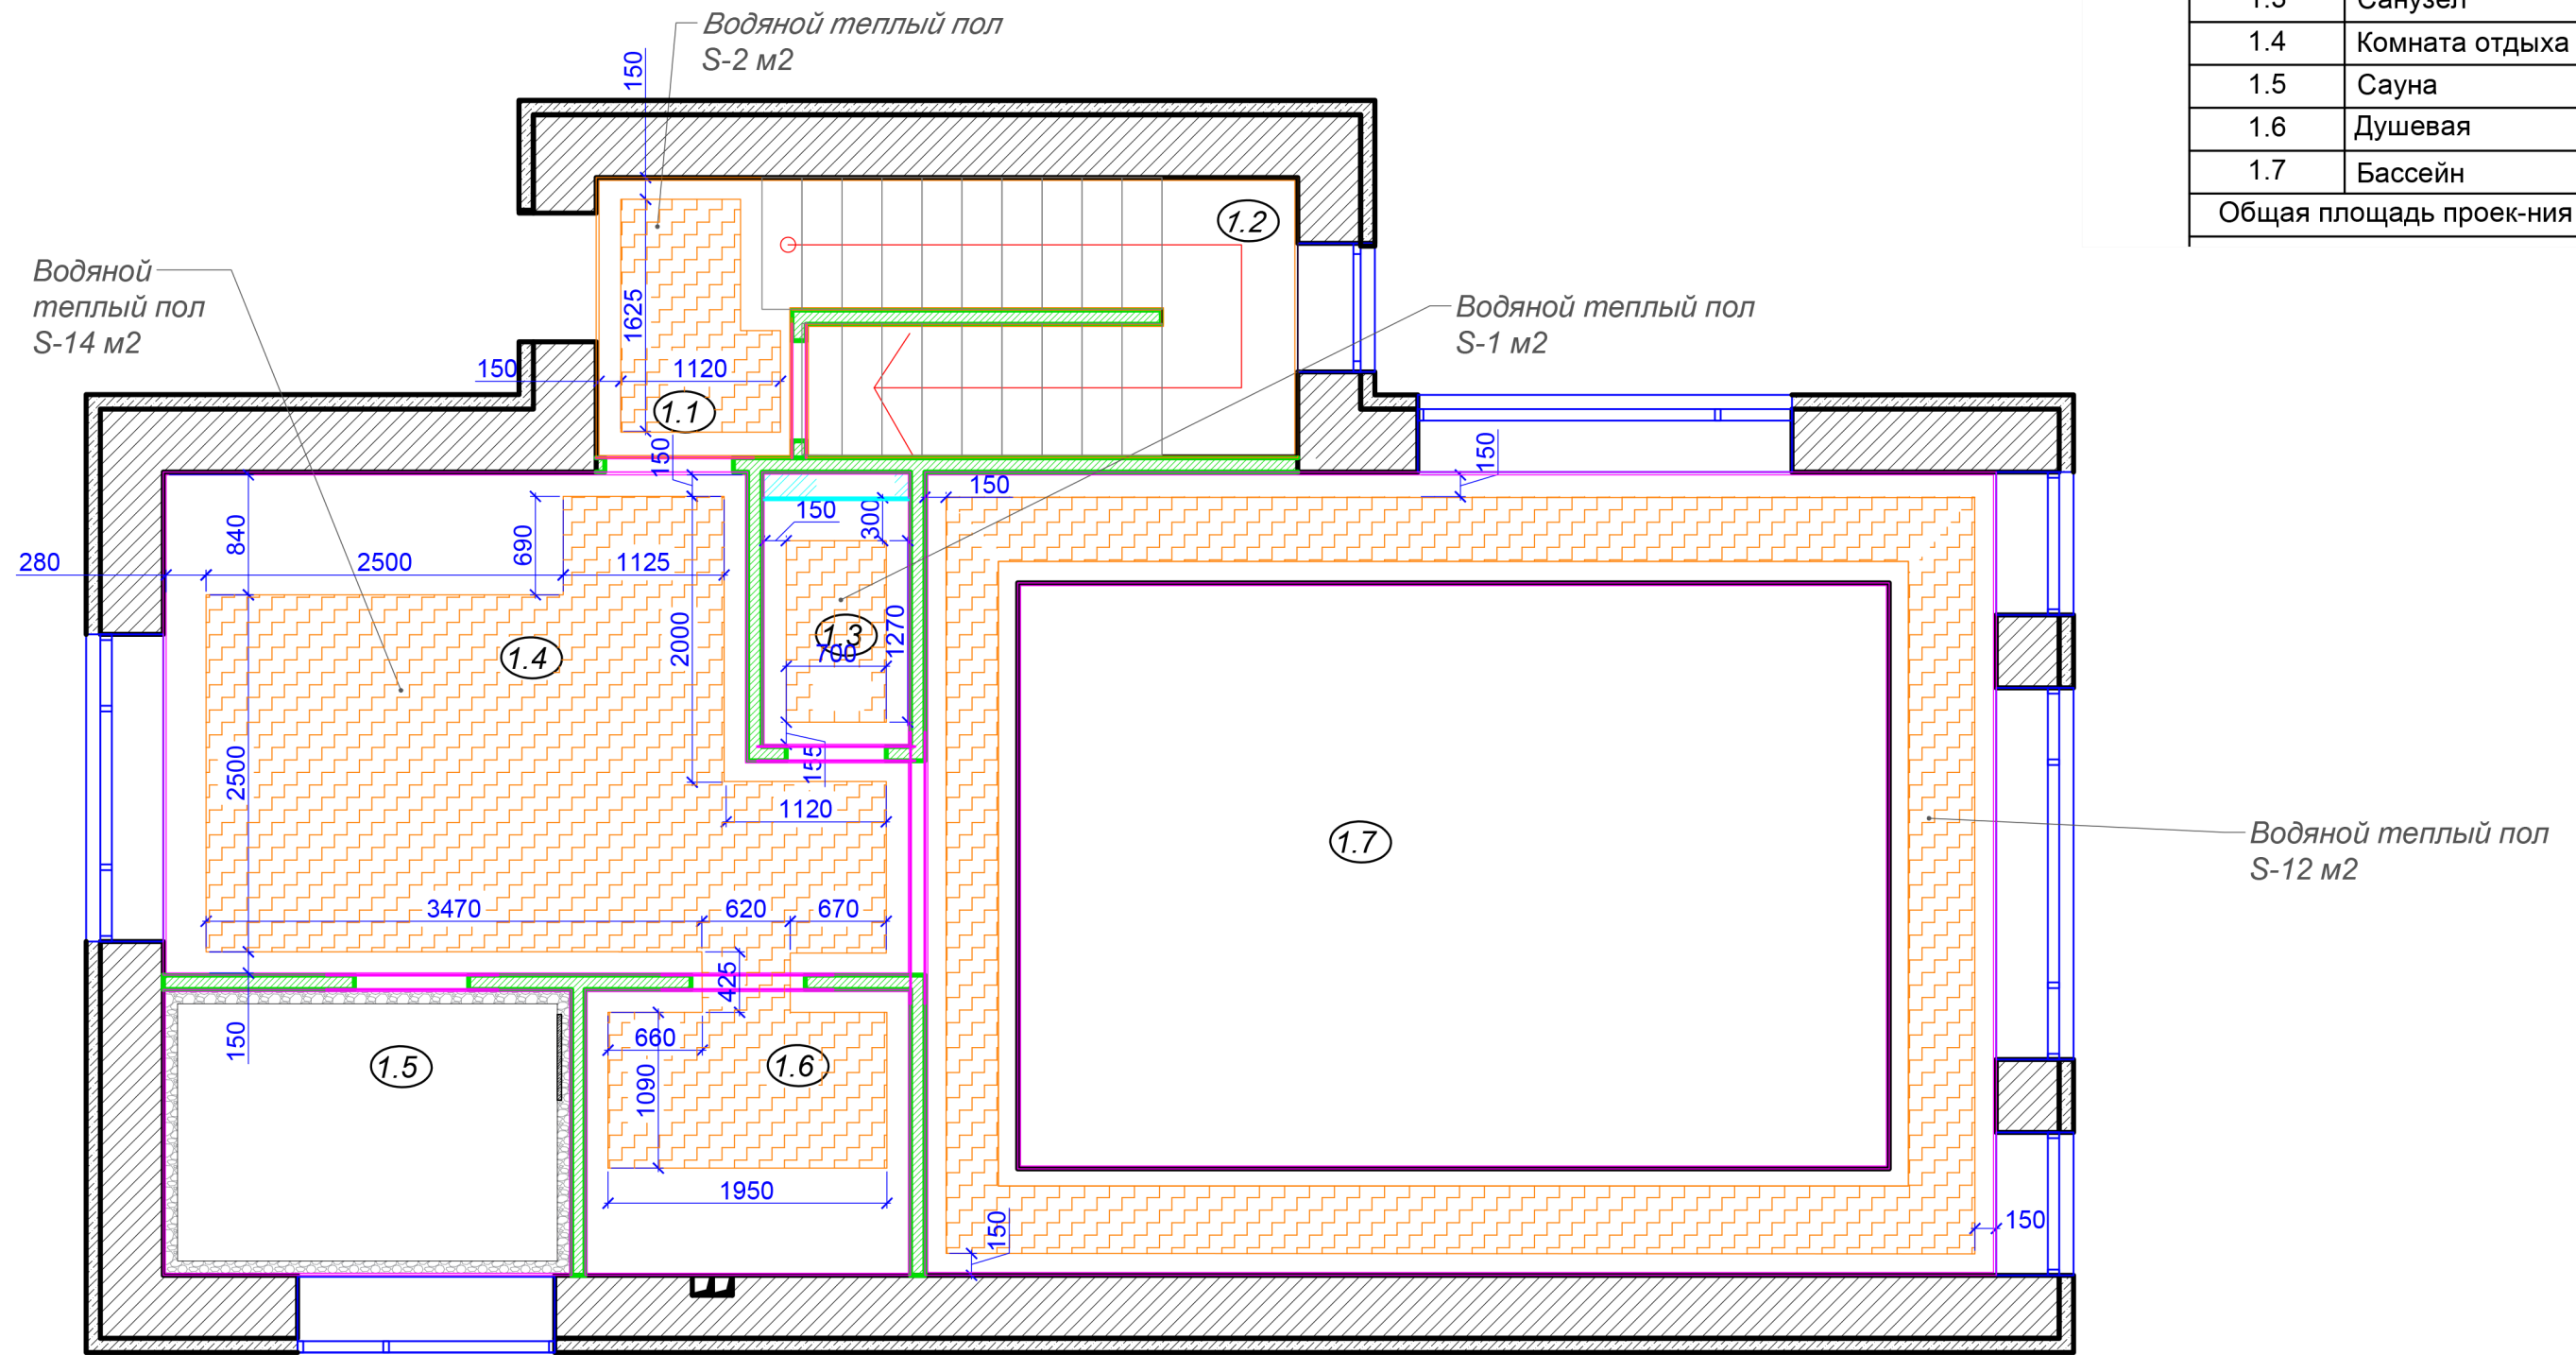 Водяной теплый пол
S-2 м2
1.3 Санузел
1.4 Комната отдыха
1.5 Сауна
1.6 Душевая
1.7 Бассейн
Общая площадь проек-ния
150
1.2
Водяной
теплый пол
S-14 м2
1625
Водяной теплый пол
S-1 м2
150
1120
1.1
150
150
150
150
300
840
690
280
2500
1125
2000
1.3
700
1270
1.4
2500
155
1120
1.7
Водяной теплый пол
S-12 м2
3470
620
670
425
150
660
1.5
1.6
1090
1950
150
150